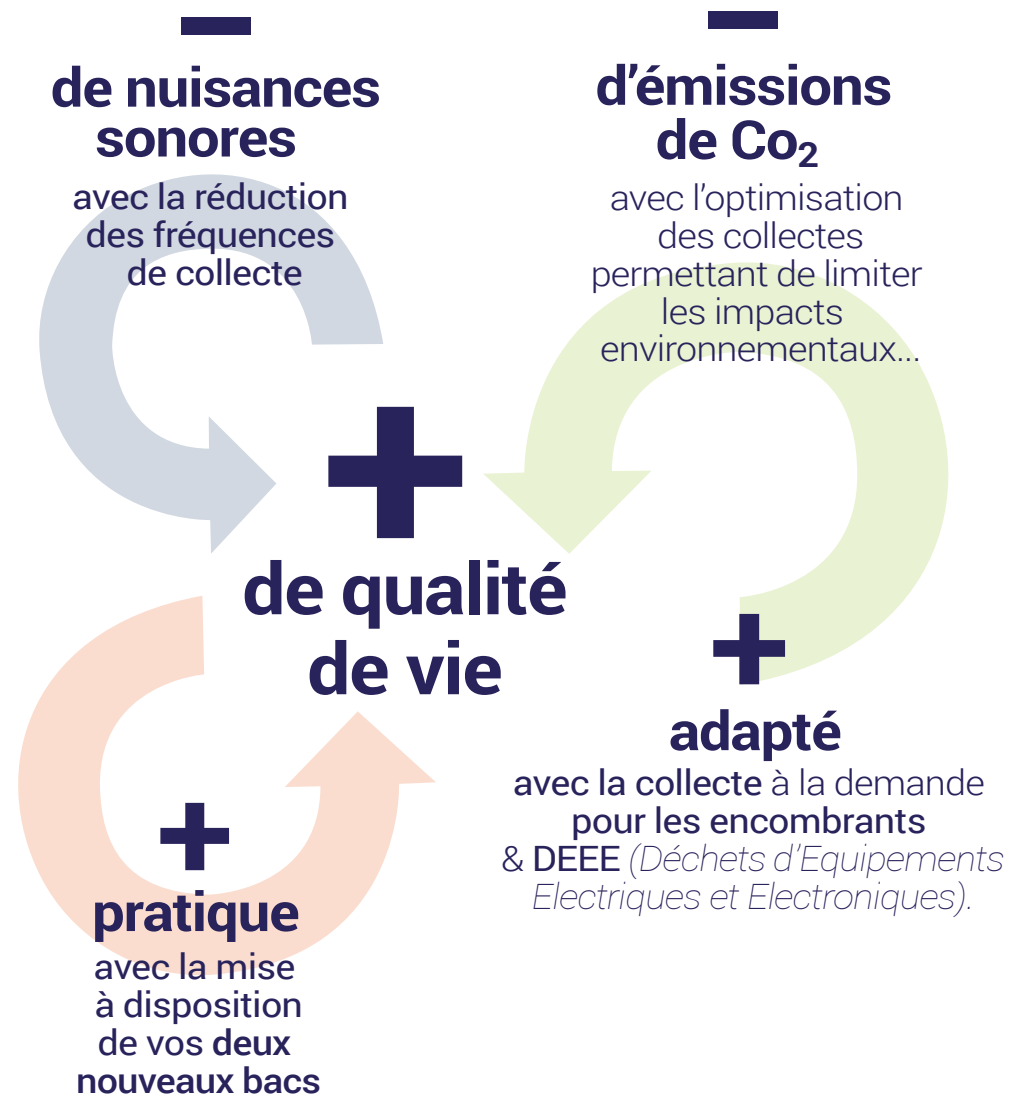 -
de nuisances
sonores
avec la réduction
des fréquences
de collecte
-
d'émissions
de Co₂
avec l'optimisation
des collectes
permettant de limiter
les impacts
environnementaux...
+
de qualité
de vie
+
adapté
avec la collecte à la demande
pour les encombrants
& DEEE (Déchets d'Equipements
Electriques et Electroniques).
+
pratique
avec la mise
à disposition
de vos deux
nouveaux bacs